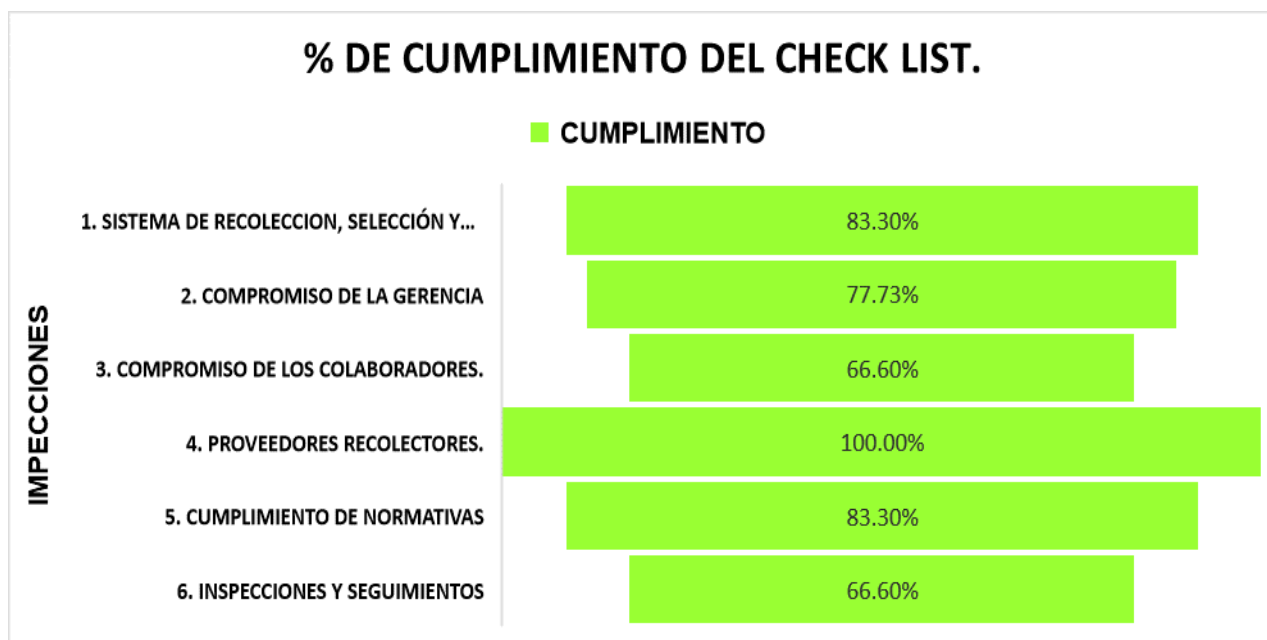 % DE CUMPLIMIENTO DEL CHECK LIST.
CUMPLIMIENTO
IMPECCIONES
1. SISTEMA DE RECOLECCION, SELECCIÓN Y...
83.30%
2. COMPROMISO DE LA GERENCIA
77.73%
3. COMPROMISO DE LOS COLABORADORES.
66.60%
4. PROVEEDORES RECOLECTORES.
100.00%
5. CUMPLIMIENTO DE NORMATIVAS
83.30%
6. INSPECCIONES Y SEGUIMIENTOS
66.60%